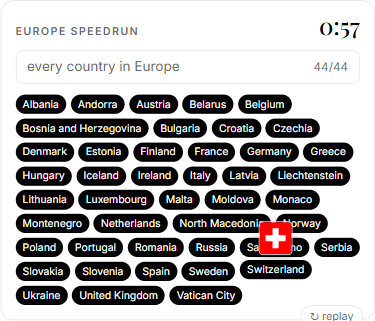 EUROPE SPEEDRUN 0:57
every country in Europe 44/44
Albania Andorra Austria Belarus Belgium
Bosnia and Herzegovina Bulgaria Croatia Czechia
Denmark Estonia Finland France Germany Greece
Hungary Iceland Ireland Italy Latvia Liechtenstein
Lithuania Luxembourg Malta Moldova Monaco
Montenegro Netherlands North Macedonia Norway
Poland Portugal Romania Russia Serbia
Slovakia Slovenia Spain Sweden Switzerland
Ukraine United Kingdom Vatican City
↻ replay